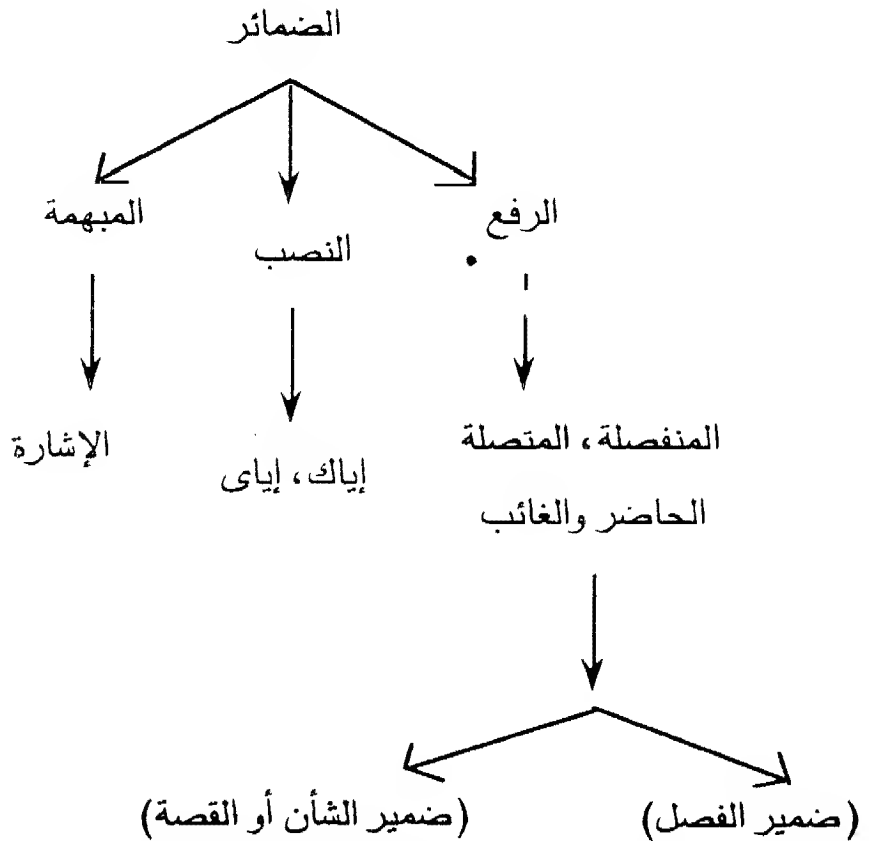 الضمائر
الرفع
النصب
المبهمة
المنفصلة، المتصلة
الحاضر والغائب
إياك، إياى
الإشارة
(ضمير الفصل)
(ضمير الشأن أو القصة)